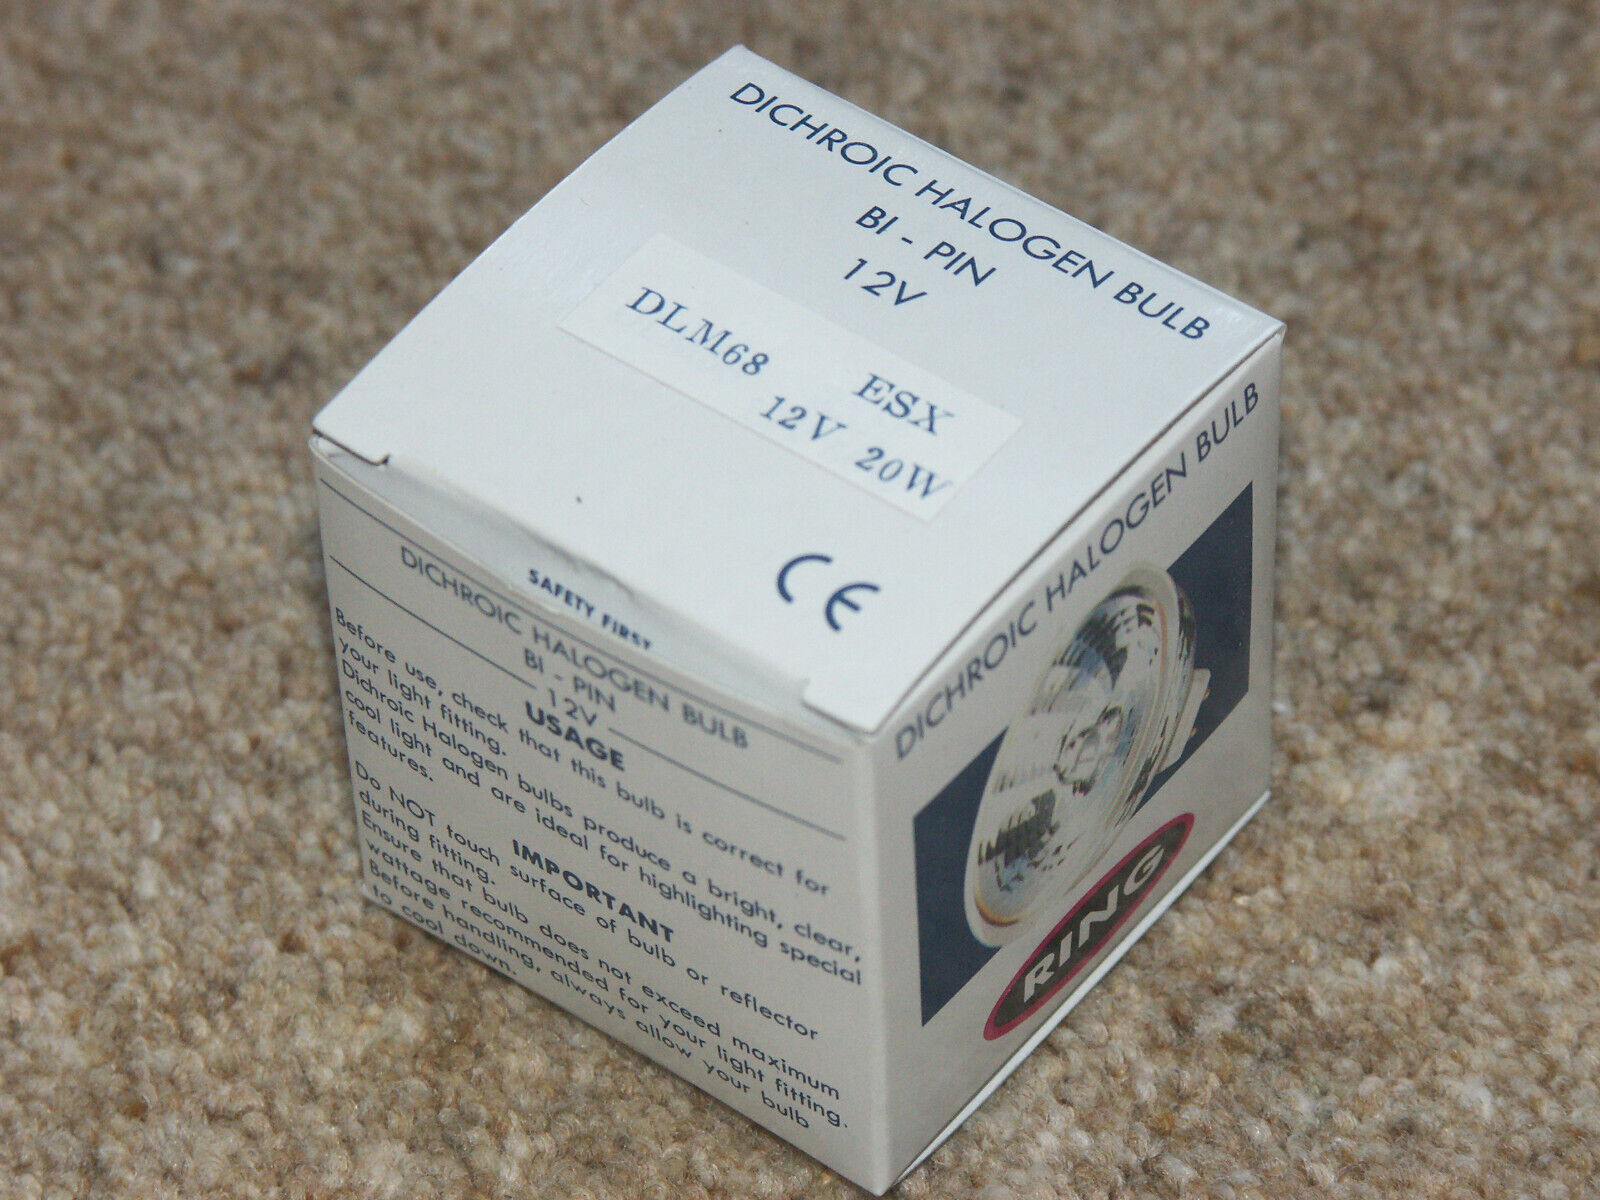 DICHROIC HALOGEN BULB
BI - PIN
12V
DLM68 ESX
12V 20W
CE
SAFETY FIRST
DICHROIC HALOGEN BULB
BI - PIN
12V
USAGE
Before use, check that this bulb is correct for
your light fitting.
Dichroic Halogen bulbs produce a bright, clear,
cool light and are ideal for highlighting special
features.
IMPORTANT
Do NOT touch surface of bulb or reflector
during fitting.
Ensure that bulb does not exceed maximum
wattage recommended for your light fitting.
Before handling, always allow your bulb
to cool down.
DICHROIC HALOGEN BULB
RING